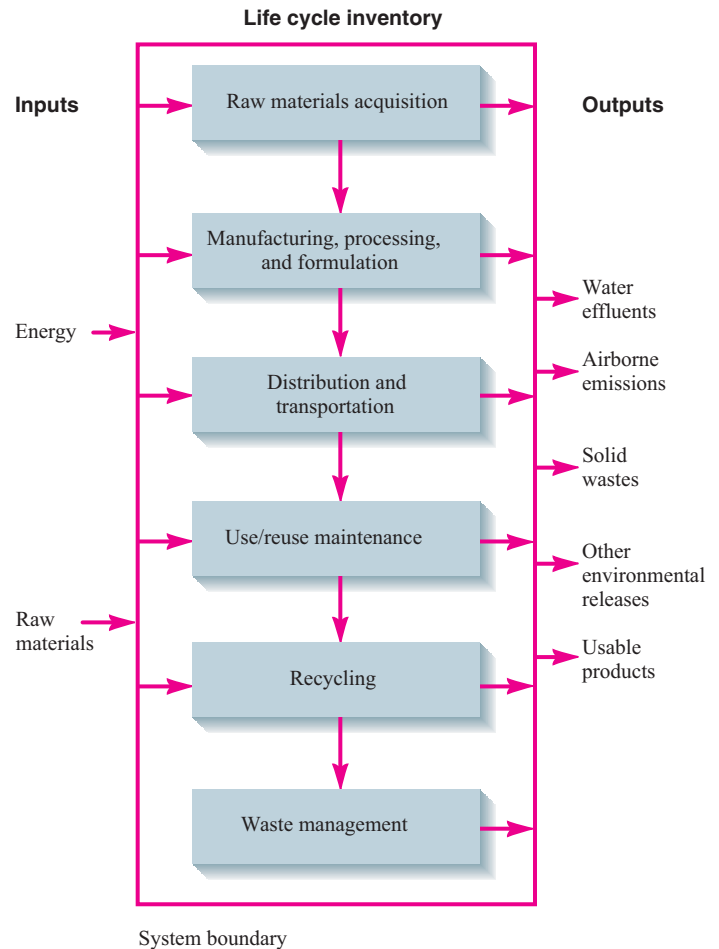 Life cycle inventory
Inputs
Outputs
Raw materials acquisition
Manufacturing, processing,
and formulation
Distribution and
transportation
Use/reuse maintenance
Recycling
Waste management
Energy
Raw
materials
Water
effluents
Airborne
emissions
Solid
wastes
Other
environmental
releases
Usable
products
System boundary